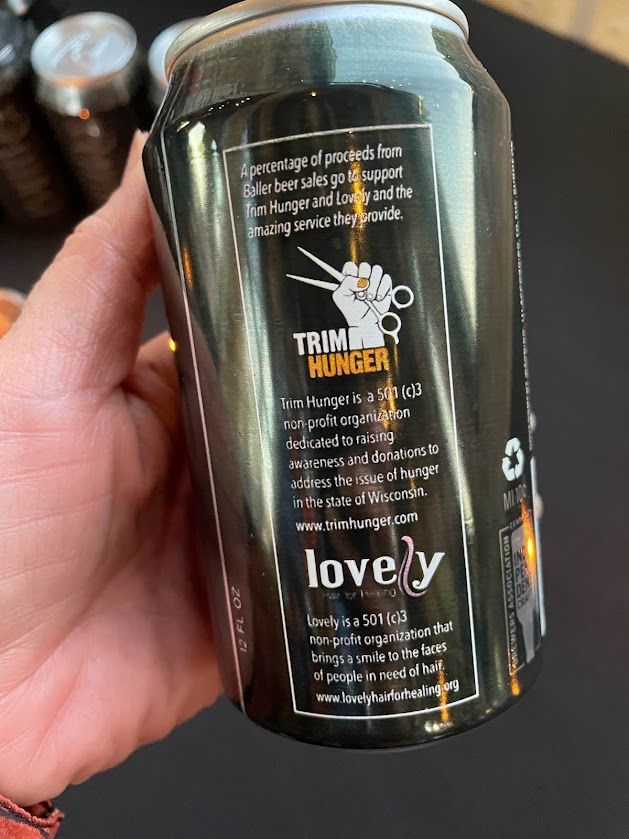 A percentage of proceeds from
Baller beer sales go to support
Trim Hunger and Lovely and the
amazing service they provide.
TRIM
HUNGER
Trim Hunger is a 501 (c)3
non-profit organization
dedicated to raising
awareness and donations to
address the issue of hunger
in the state of Wisconsin.
www.trimhunger.com
lovely
Hair for Healing
Lovely is a 501 (c)3
non-profit organization that
brings a smile to the faces
of people in need of hair.
www.lovelyhairforhealing.org
12 FL OZ
ASSOCIATION